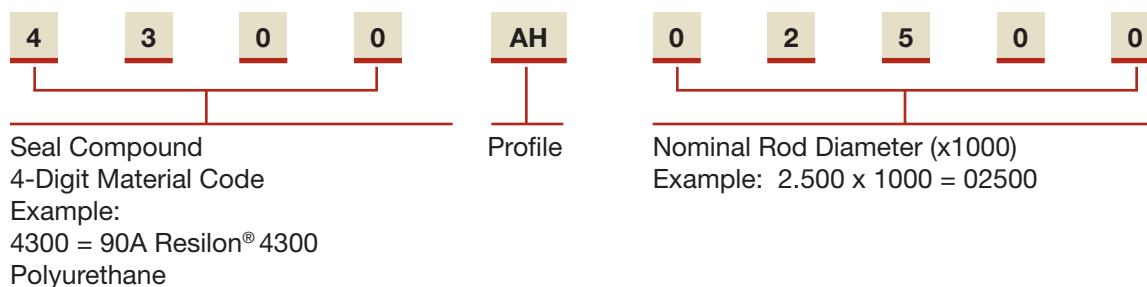 4 3 0 0 AH 0 2 5 0 0
Seal Compound
4-Digit Material Code
Example:
4300 = 90A Resilon® 4300
Polyurethane
Profile
Nominal Rod Diameter (x1000)
Example: 2.500 x 1000 = 02500